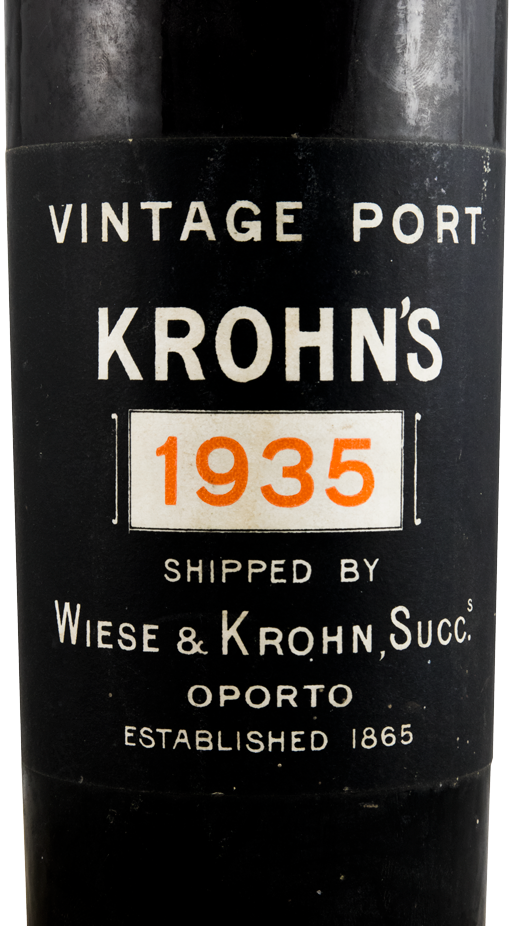 VINTAGE PORT
KROHN'S
1935
SHIPPED BY
WIESE & KROHN, SUCC.s
OPORTO
ESTABLISHED 1865